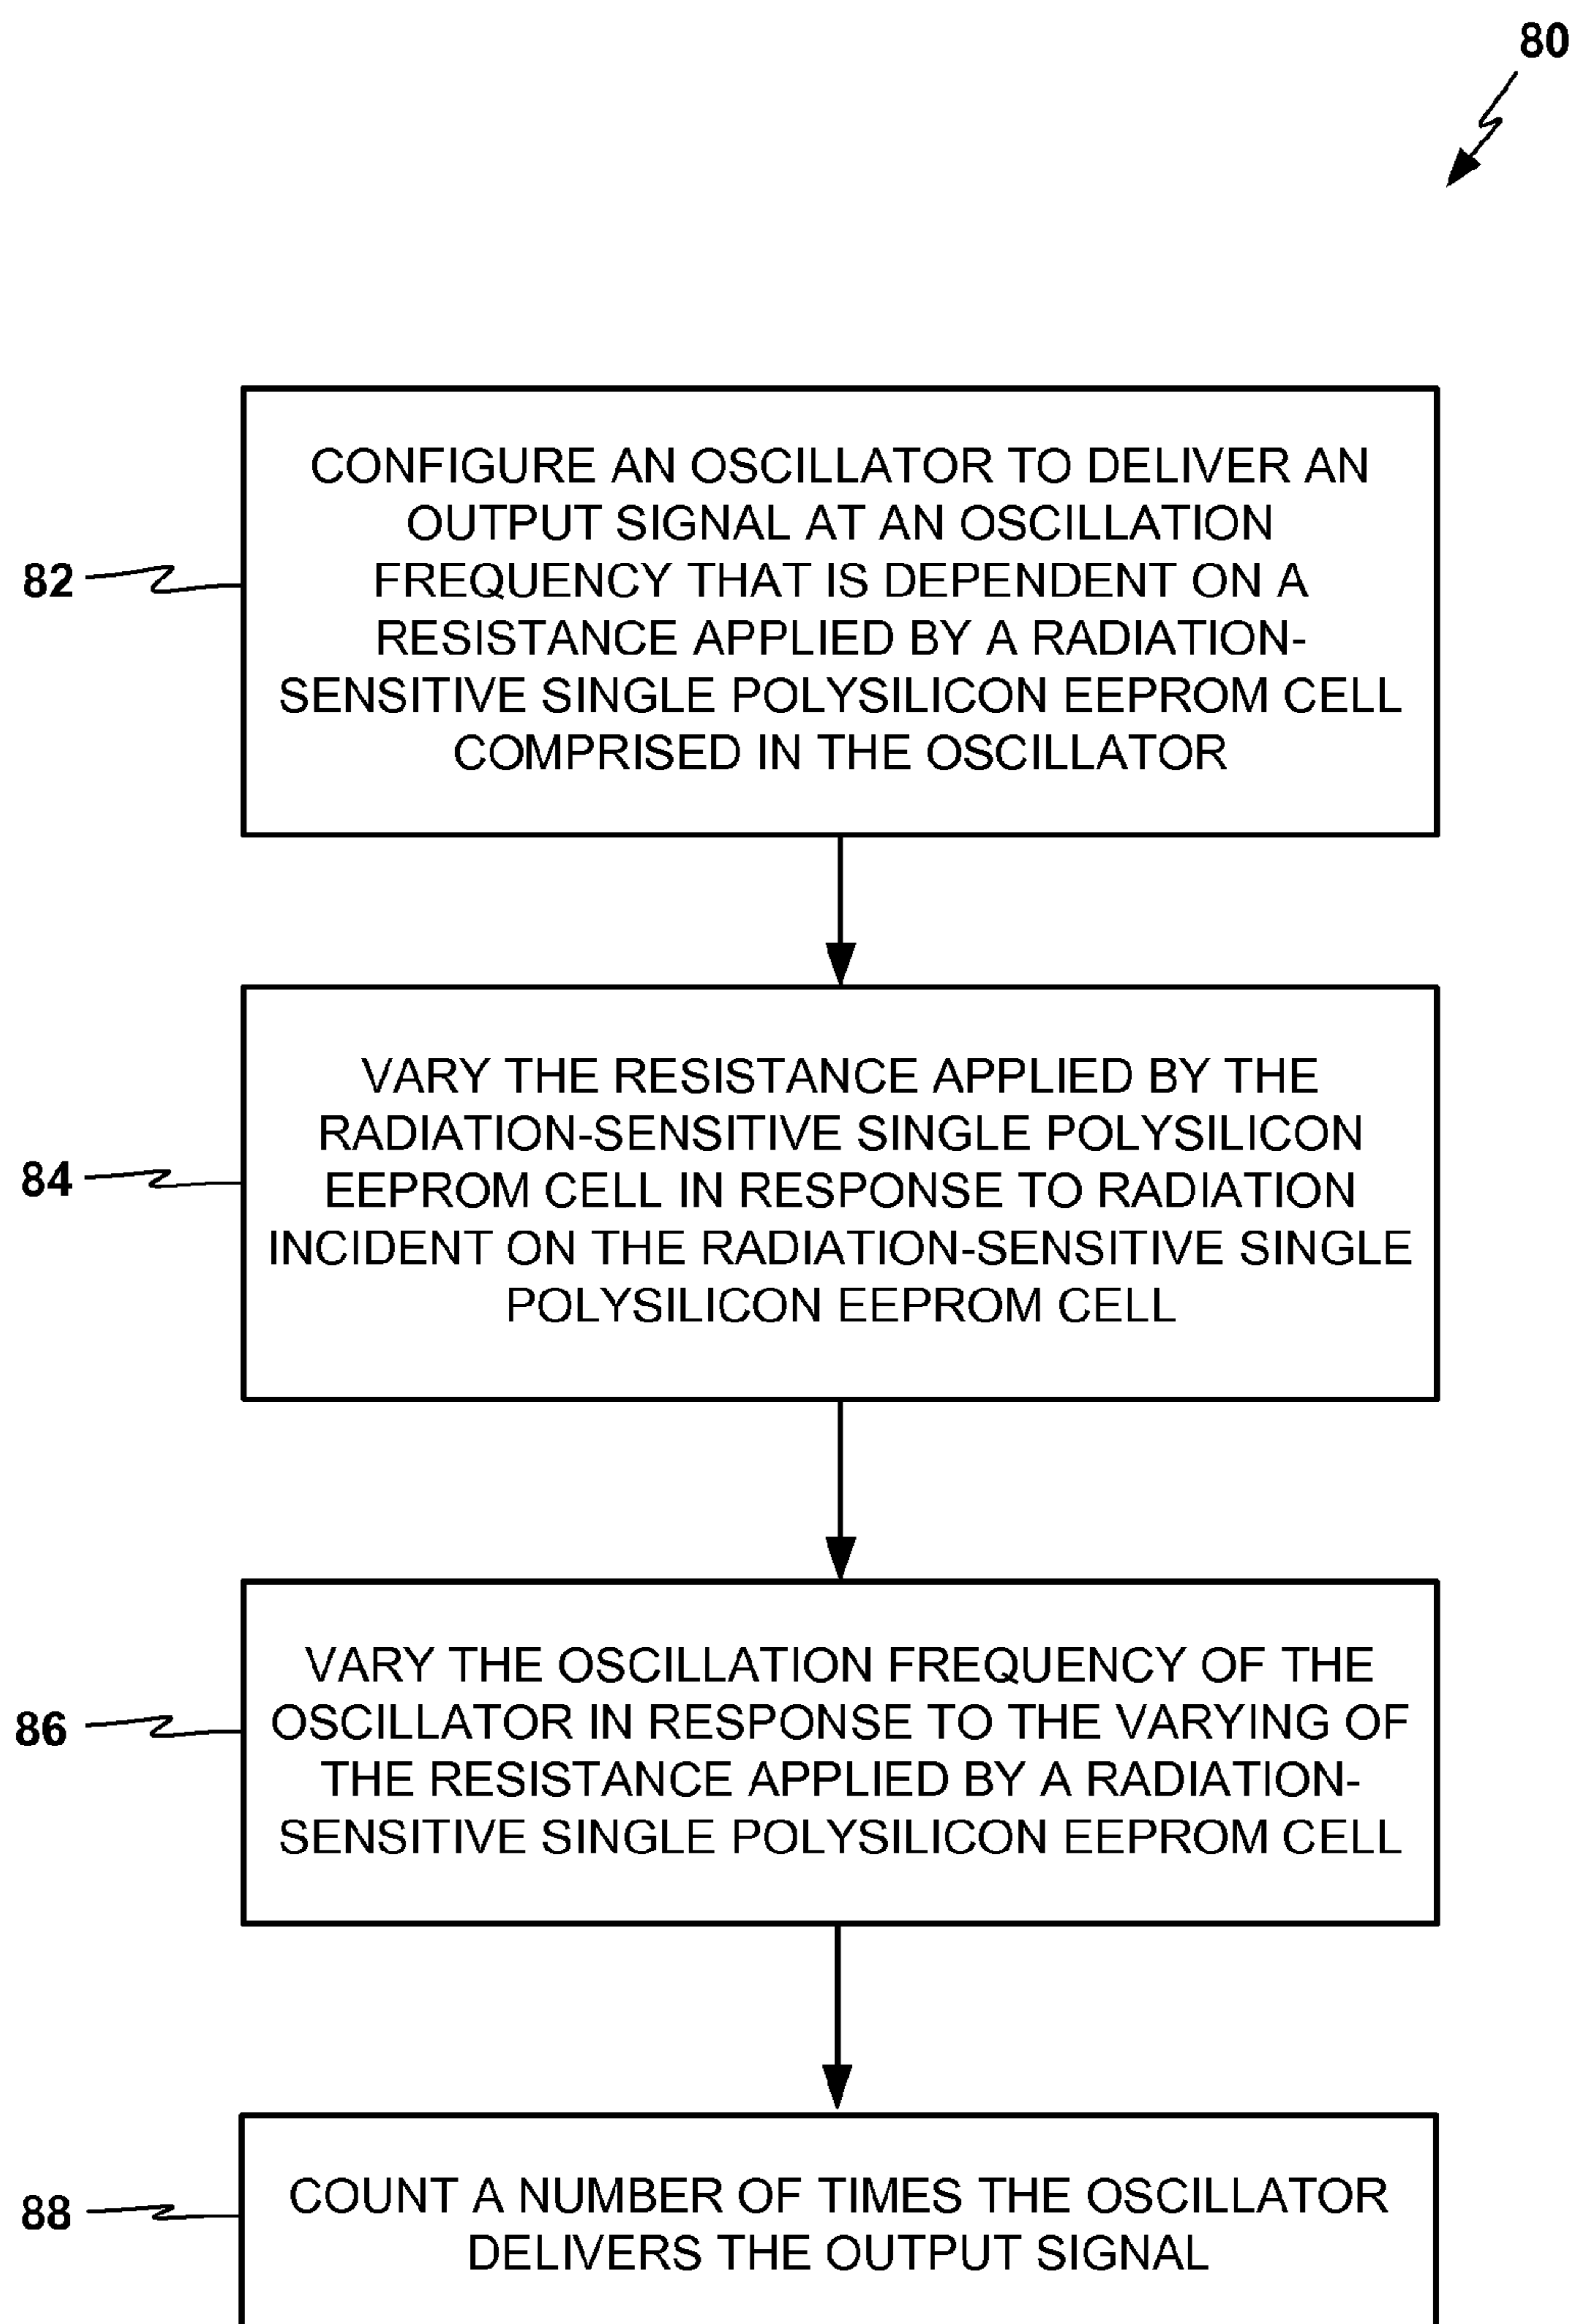 80
CONFIGURE AN OSCILLATOR TO DELIVER AN
OUTPUT SIGNAL AT AN OSCILLATION
FREQUENCY THAT IS DEPENDENT ON A
RESISTANCE APPLIED BY A RADIATION-
SENSITIVE SINGLE POLYSILICON EEPROM CELL
COMPRISED IN THE OSCILLATOR
82
VARY THE RESISTANCE APPLIED BY THE
RADIATION-SENSITIVE SINGLE POLYSILICON
EEPROM CELL IN RESPONSE TO RADIATION
INCIDENT ON THE RADIATION-SENSITIVE SINGLE
POLYSILICON EEPROM CELL
84
VARY THE OSCILLATION FREQUENCY OF THE
OSCILLATOR IN RESPONSE TO THE VARYING OF
THE RESISTANCE APPLIED BY A RADIATION-
SENSITIVE SINGLE POLYSILICON EEPROM CELL
86
COUNT A NUMBER OF TIMES THE OSCILLATOR
DELIVERS THE OUTPUT SIGNAL
88